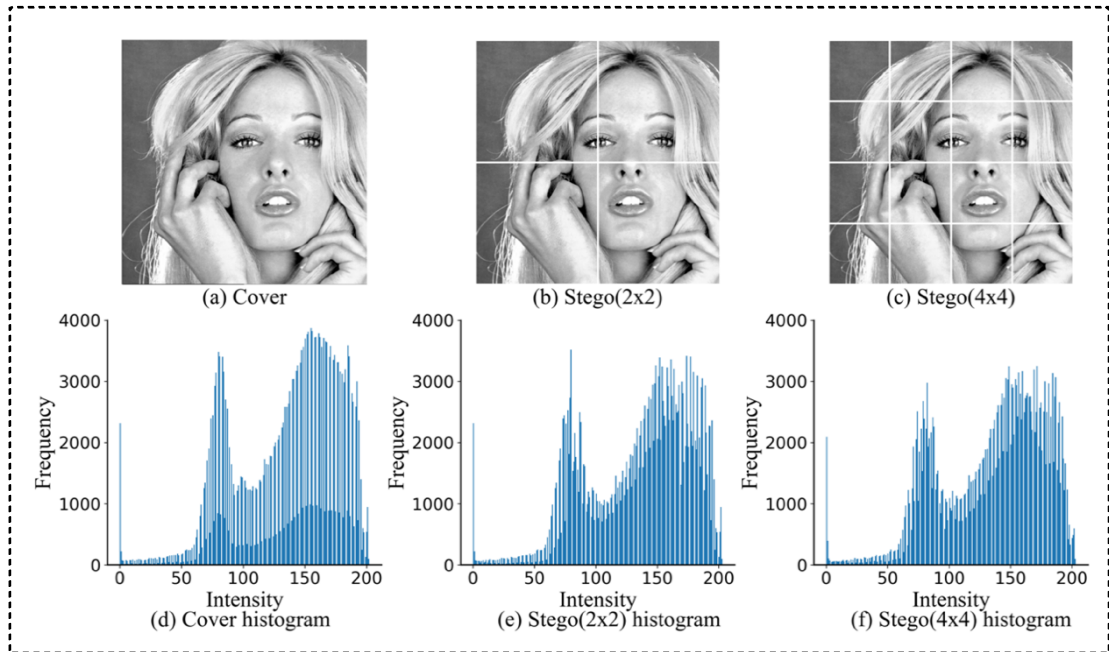 (a) Cover
(b) Stego(2x2)
(c) Stego(4x4)
4000
3000
2000
1000
0
Frequency
0 50 100 150 200
Intensity
(d) Cover histogram
4000
3000
2000
1000
0
Frequency
0 50 100 150 200
Intensity
(e) Stego(2x2) histogram
4000
3000
2000
1000
0
Frequency
0 50 100 150 200
Intensity
(f) Stego(4x4) histogram